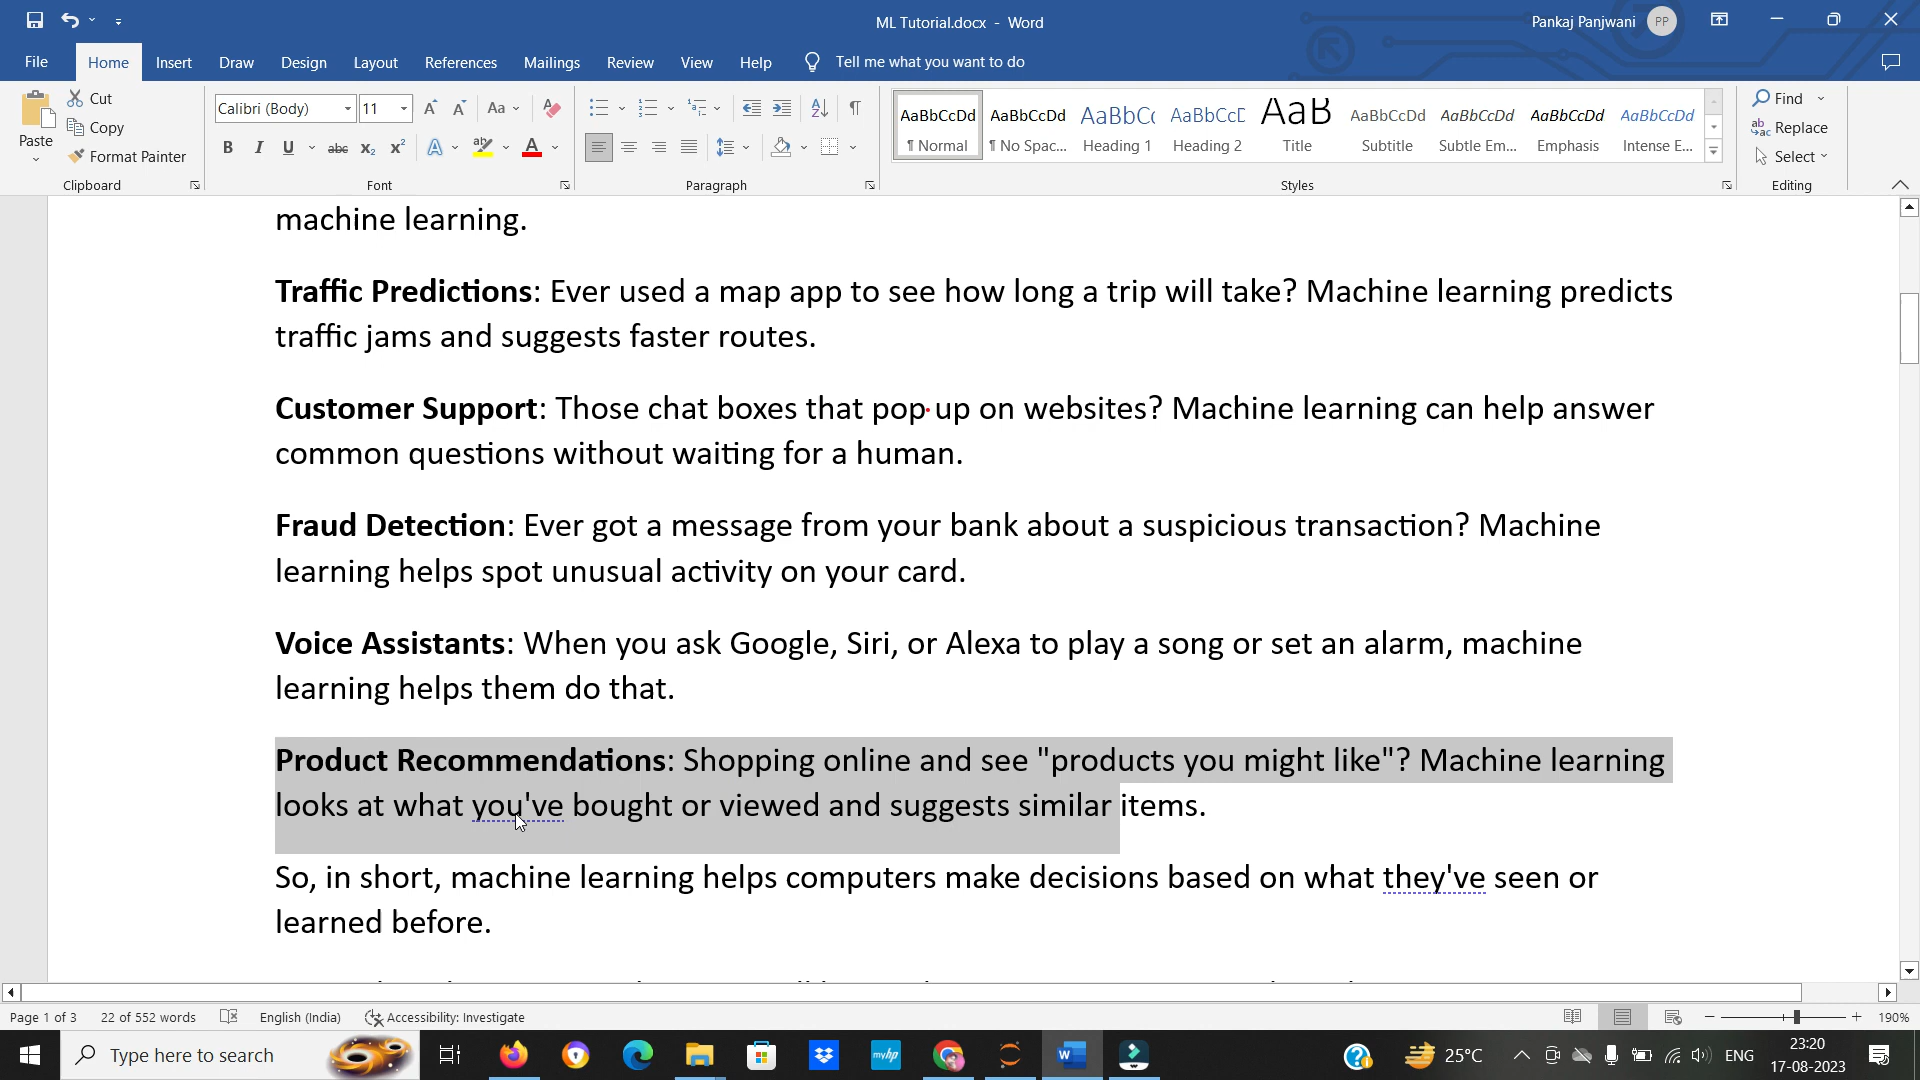 ML Tutorial.docx - Word
Pankaj Panjwani PP
File Home Insert Draw Design Layout References Mailings Review View Help Tell me what you want to do
Paste
Cut
Copy
Format Painter
Clipboard
Calibri (Body) 11
Font
Paragraph
AaBbCcDd AaBbCcDd AaBbCc AaBbCcE AaB AaBbCcDd AaBbCcDd AaBbCcDd AaBbCcDd
¶ Normal ¶ No Spac... Heading 1 Heading 2 Title Subtitle Subtle Em... Emphasis Intense E...
Styles
Find
Replace
Select
Editing
machine learning.
Traffic Predictions: Ever used a map app to see how long a trip will take? Machine learning predicts
traffic jams and suggests faster routes.
Customer Support: Those chat boxes that pop up on websites? Machine learning can help answer
common questions without waiting for a human.
Fraud Detection: Ever got a message from your bank about a suspicious transaction? Machine
learning helps spot unusual activity on your card.
Voice Assistants: When you ask Google, Siri, or Alexa to play a song or set an alarm, machine
learning helps them do that.
Product Recommendations: Shopping online and see "products you might like"? Machine learning
looks at what you've bought or viewed and suggests similar items.
So, in short, machine learning helps computers make decisions based on what they've seen or
learned before.
Page 1 of 3 22 of 552 words English (India) Accessibility: Investigate 190%
Type here to search
myhp
25°C
ENG
23:20
17-08-2023